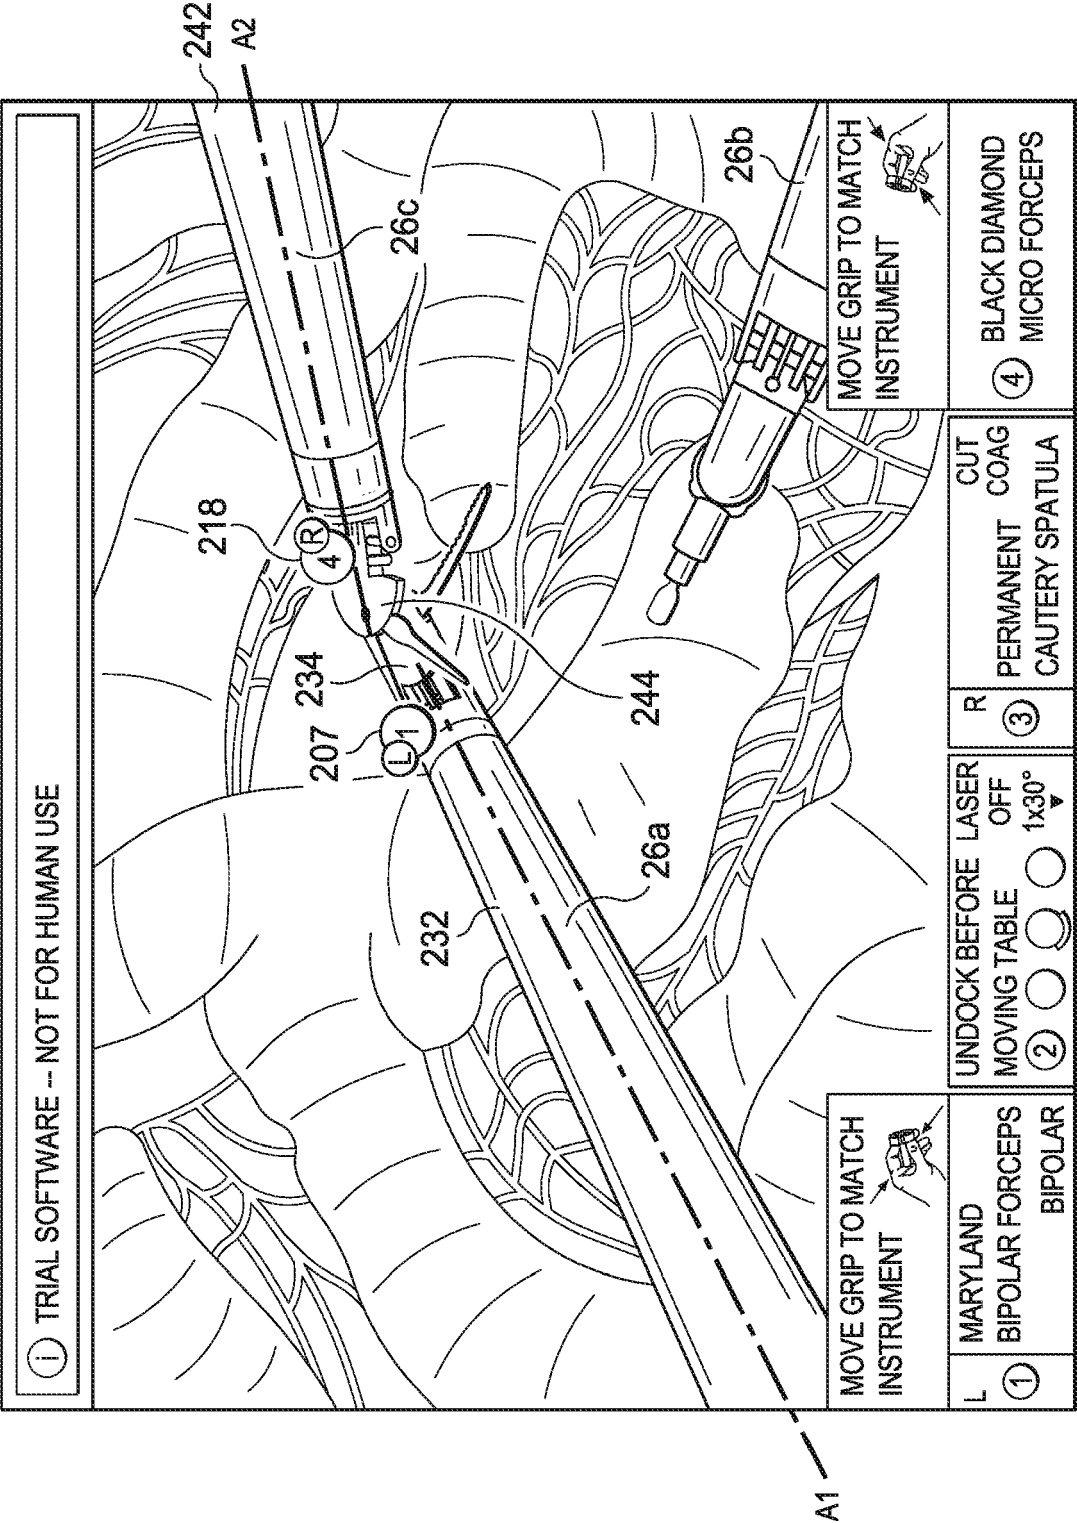 ⓘ TRIAL SOFTWARE -- NOT FOR HUMAN USE
242
A2
218
26c
207
234
244
232
26a
26b
A1
MOVE GRIP TO MATCH
INSTRUMENT
MOVE GRIP TO MATCH
INSTRUMENT
4 R
L 1
L
1
MARYLAND
BIPOLAR FORCEPS
BIPOLAR
UNDOCK BEFORE
MOVING TABLE
2
LASER
OFF
1x30°
R
3
CUT
COAG
PERMANENT
CAUTERY SPATULA
4
BLACK DIAMOND
MICRO FORCEPS